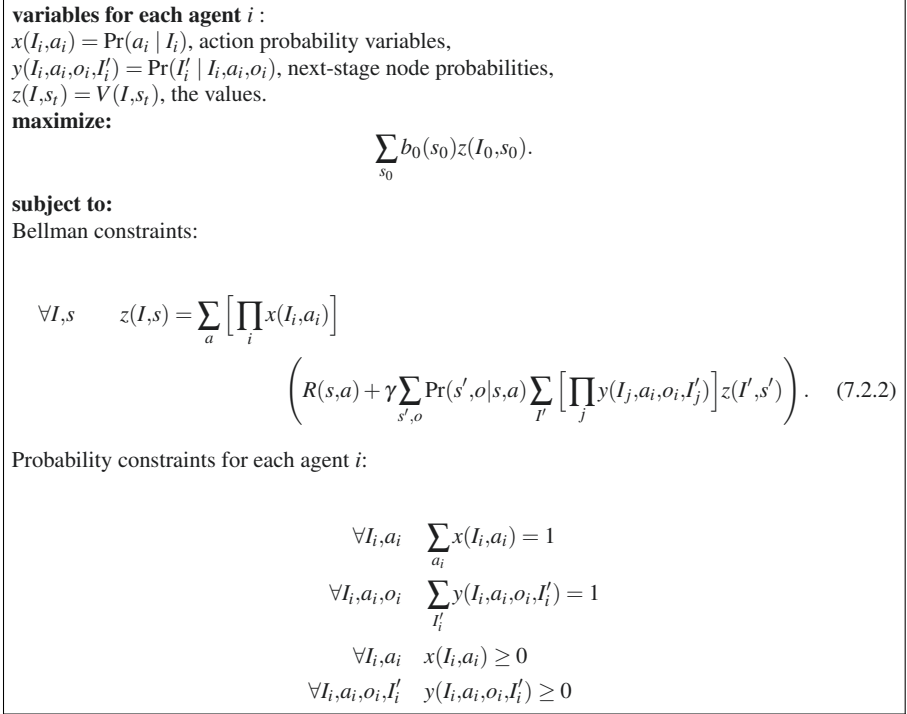 variables for each agent i :
x(I_i,a_i) = Pr(a_i | I_i), action probability variables,
y(I_i,a_i,o_i,I′_i) = Pr(I′_i | I_i,a_i,o_i), next-stage node probabilities,
z(I,s_t) = V(I,s_t), the values.
maximize:
∑_{s_0} b_0(s_0)z(I_0,s_0).
subject to:
Bellman constraints:
∀I,s z(I,s) = ∑_a [ ∏_i x(I_i,a_i) ]
( R(s,a) + γ ∑_{s′,o} Pr(s′,o|s,a) ∑_{I′} [ ∏_j y(I_j,a_i,o_i,I′_j) ] z(I′,s′) ). (7.2.2)
Probability constraints for each agent i:
∀I_i,a_i ∑_{a_i} x(I_i,a_i) = 1
∀I_i,a_i,o_i ∑_{I′_i} y(I_i,a_i,o_i,I′_i) = 1
∀I_i,a_i x(I_i,a_i) ≥ 0
∀I_i,a_i,o_i,I′_i y(I_i,a_i,o_i,I′_i) ≥ 0